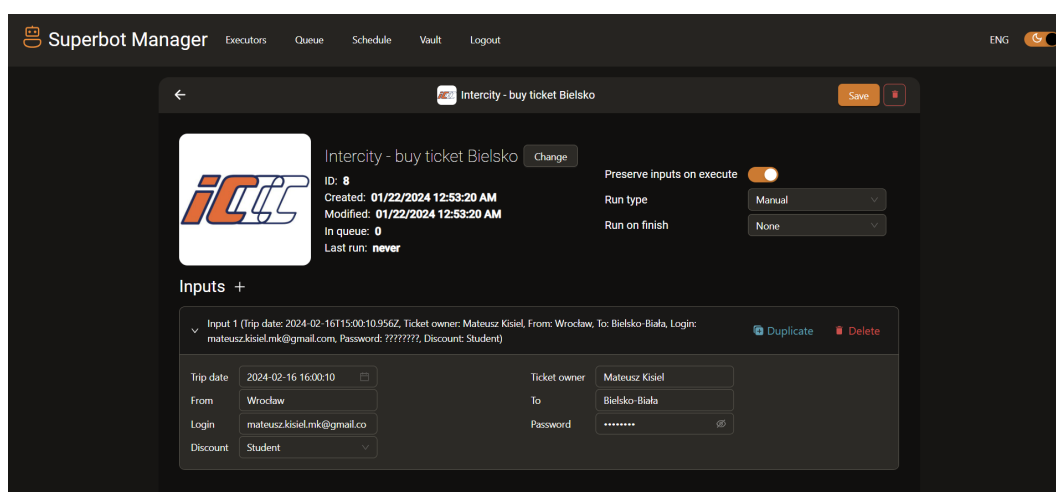 Superbot Manager Executors Queue Schedule Vault Logout ENG
Intercity - buy ticket Bielsko Save
Intercity - buy ticket Bielsko Change
ID: 8
Created: 01/22/2024 12:53:20 AM
Modified: 01/22/2024 12:53:20 AM
In queue: 0
Last run: never
Preserve inputs on execute
Run type Manual
Run on finish None
Inputs +
Input 1 (Trip date: 2024-02-16T15:00:10.956Z, Ticket owner: Mateusz Kisiel, From: Wrocław, To: Bielsko-Biała, Login:
mateusz.kisiel.mk@gmail.com, Password: ????????, Discount: Student)
Duplicate Delete
Trip date 2024-02-16 16:00:10 Ticket owner Mateusz Kisiel
From Wrocław To Bielsko-Biała
Login mateusz.kisiel.mk@gmail.co Password ••••••••
Discount Student